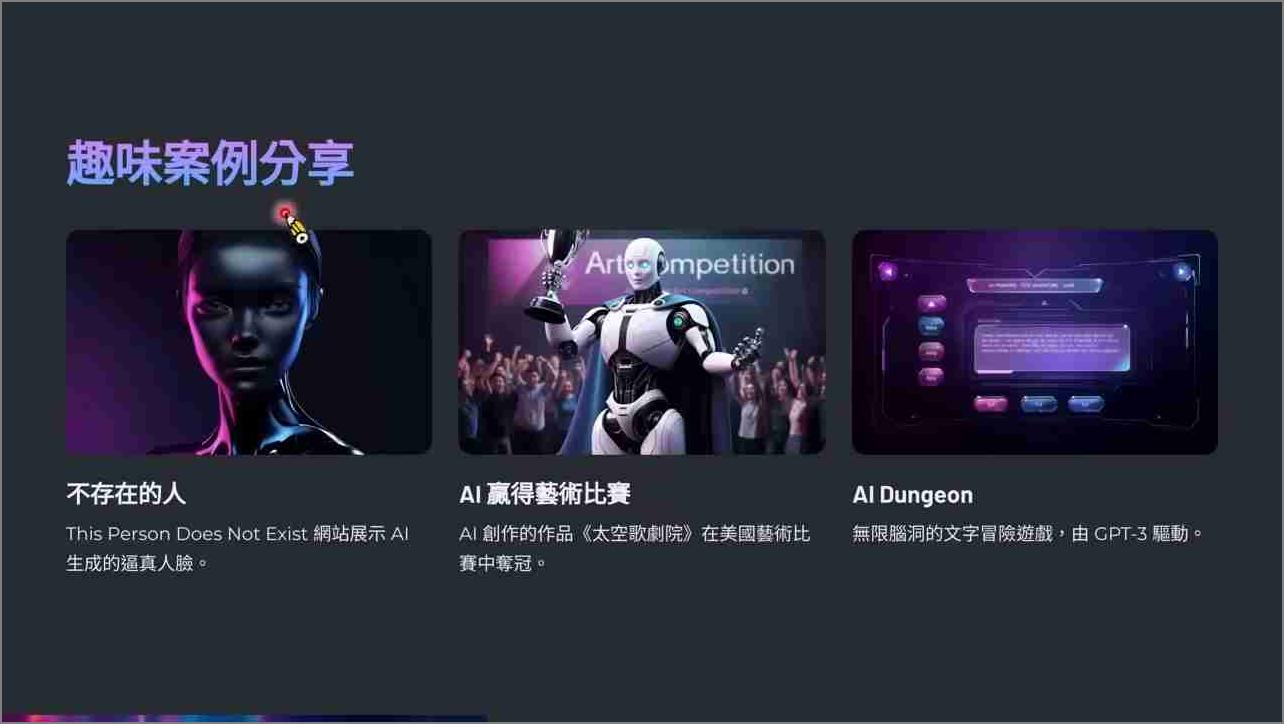 趣味案例分享
Art Competition
不存在的人
This Person Does Not Exist 網站展示 AI
生成的逼真人臉。
AI 贏得藝術比賽
AI 創作的作品《太空歌劇院》在美國藝術比
賽中奪冠。
AI Dungeon
無限腦洞的文字冒險遊戲，由 GPT-3 驅動。